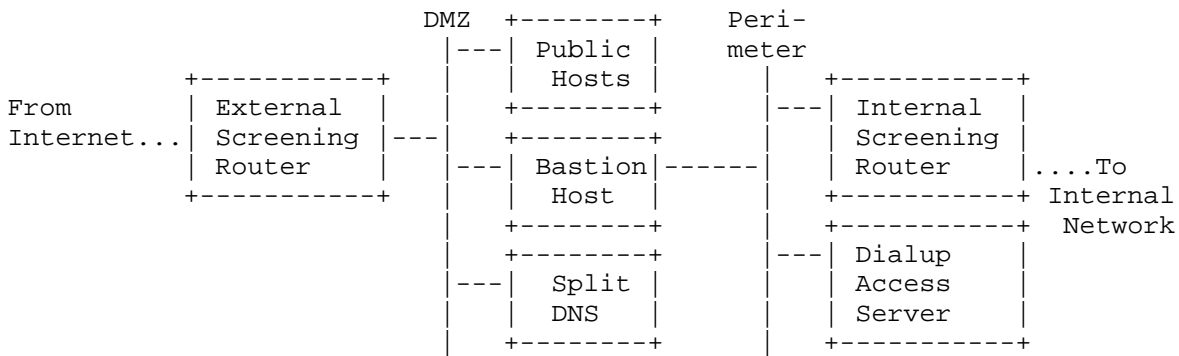 DMZ +--------+ Peri-
|---| Public | meter
+-----------+ | | Hosts | | +-----------+
From | External | | +--------+ |---| Internal |
Internet...| Screening |---| +--------+ | | Screening |
| Router | |---| Bastion|------| | Router |....To
+-----------+ | | Host | | +-----------+ Internal
| +--------+ | +-----------+ Network
| +--------+ |---| Dialup |
|---| Split | | | Access |
| | DNS | | | Server |
| +--------+ | +-----------+